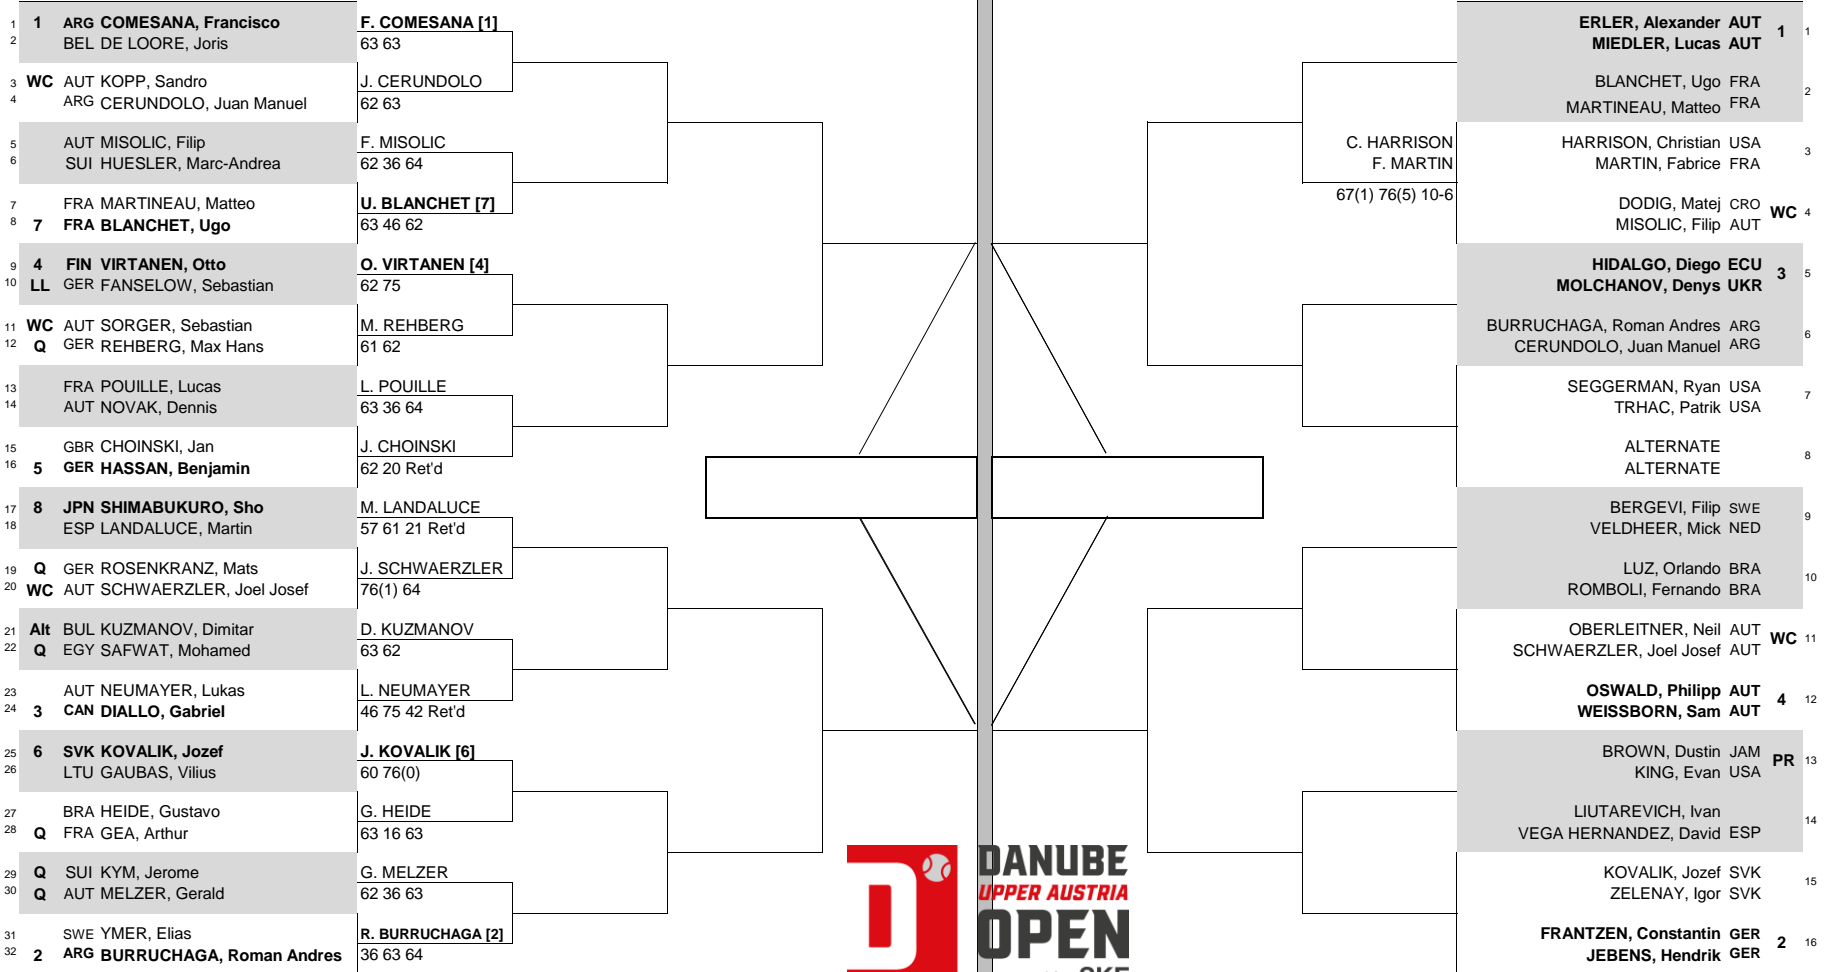 1 1 ARG COMESANA, Francisco
2 BEL DE LOORE, Joris
F. COMESANA [1]
63 63
3 WC AUT KOPP, Sandro
4 ARG CERUNDOLO, Juan Manuel
J. CERUNDOLO
62 63
5 AUT MISOLIC, Filip
6 SUI HUESLER, Marc-Andrea
F. MISOLIC
62 36 64
7 FRA MARTINEAU, Matteo
8 7 FRA BLANCHET, Ugo
U. BLANCHET [7]
63 46 62
9 4 FIN VIRTANEN, Otto
10 LL GER FANSELOW, Sebastian
O. VIRTANEN [4]
62 75
11 WC AUT SORGER, Sebastian
12 Q GER REHBERG, Max Hans
M. REHBERG
61 62
13 FRA POUILLE, Lucas
14 AUT NOVAK, Dennis
L. POUILLE
63 36 64
15 GBR CHOINSKI, Jan
16 5 GER HASSAN, Benjamin
J. CHOINSKI
62 20 Ret'd
17 8 JPN SHIMABUKURO, Sho
18 ESP LANDALUCE, Martin
M. LANDALUCE
57 61 21 Ret'd
19 Q GER ROSENKRANZ, Mats
20 WC AUT SCHWAERZLER, Joel Josef
J. SCHWAERZLER
76(1) 64
21 Alt BUL KUZMANOV, Dimitar
22 Q EGY SAFWAT, Mohamed
D. KUZMANOV
63 62
23 AUT NEUMAYER, Lukas
24 3 CAN DIALLO, Gabriel
L. NEUMAYER
46 75 42 Ret'd
25 6 SVK KOVALIK, Jozef
26 LTU GAUBAS, Vilius
J. KOVALIK [6]
60 76(0)
27 BRA HEIDE, Gustavo
28 Q FRA GEA, Arthur
G. HEIDE
63 16 63
29 Q SUI KYM, Jerome
30 Q AUT MELZER, Gerald
G. MELZER
62 36 63
31 SWE YMER, Elias
32 2 ARG BURRUCHAGA, Roman Andres
R. BURRUCHAGA [2]
36 63 64
D
DANUBE
UPPER AUSTRIA
OPEN
ERLER, Alexander AUT
MIEDLER, Lucas AUT
1 1
BLANCHET, Ugo FRA
MARTINEAU, Matteo FRA
2
C. HARRISON
F. MARTIN
67(1) 76(5) 10-6
HARRISON, Christian USA
MARTIN, Fabrice FRA
3
DODIG, Matej CRO
MISOLIC, Filip AUT
WC 4
HIDALGO, Diego ECU
MOLCHANOV, Denys UKR
3 5
BURRUCHAGA, Roman Andres ARG
CERUNDOLO, Juan Manuel ARG
6
SEGGERMAN, Ryan USA
TRHAC, Patrik USA
7
ALTERNATE
ALTERNATE
8
BERGEVI, Filip SWE
VELDHEER, Mick NED
9
LUZ, Orlando BRA
ROMBOLI, Fernando BRA
10
OBERLEITNER, Neil AUT
SCHWAERZLER, Joel Josef AUT
WC 11
OSWALD, Philipp AUT
WEISSBORN, Sam AUT
4 12
BROWN, Dustin JAM
KING, Evan USA
PR 13
LIUTAREVICH, Ivan
VEGA HERNANDEZ, David ESP
14
KOVALIK, Jozef SVK
ZELENAY, Igor SVK
15
FRANTZEN, Constantin GER
JEBENS, Hendrik GER
2 16